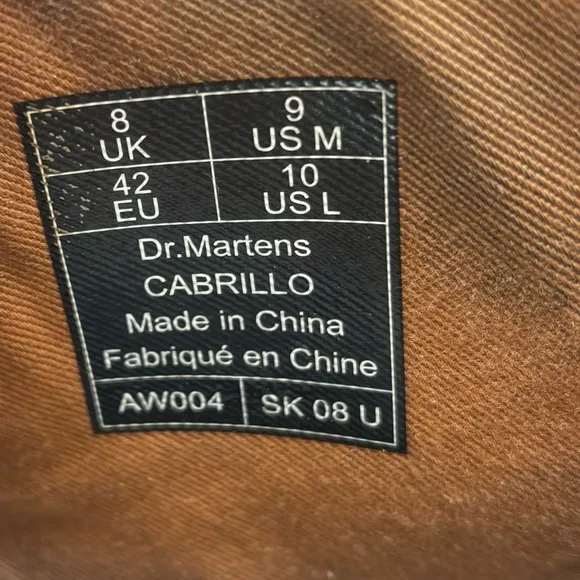 8 UK
9 US M
42 EU
10 US L
Dr.Martens
CABRILLO
Made in China
Fabriqué en Chine
AW004
SK 08 U